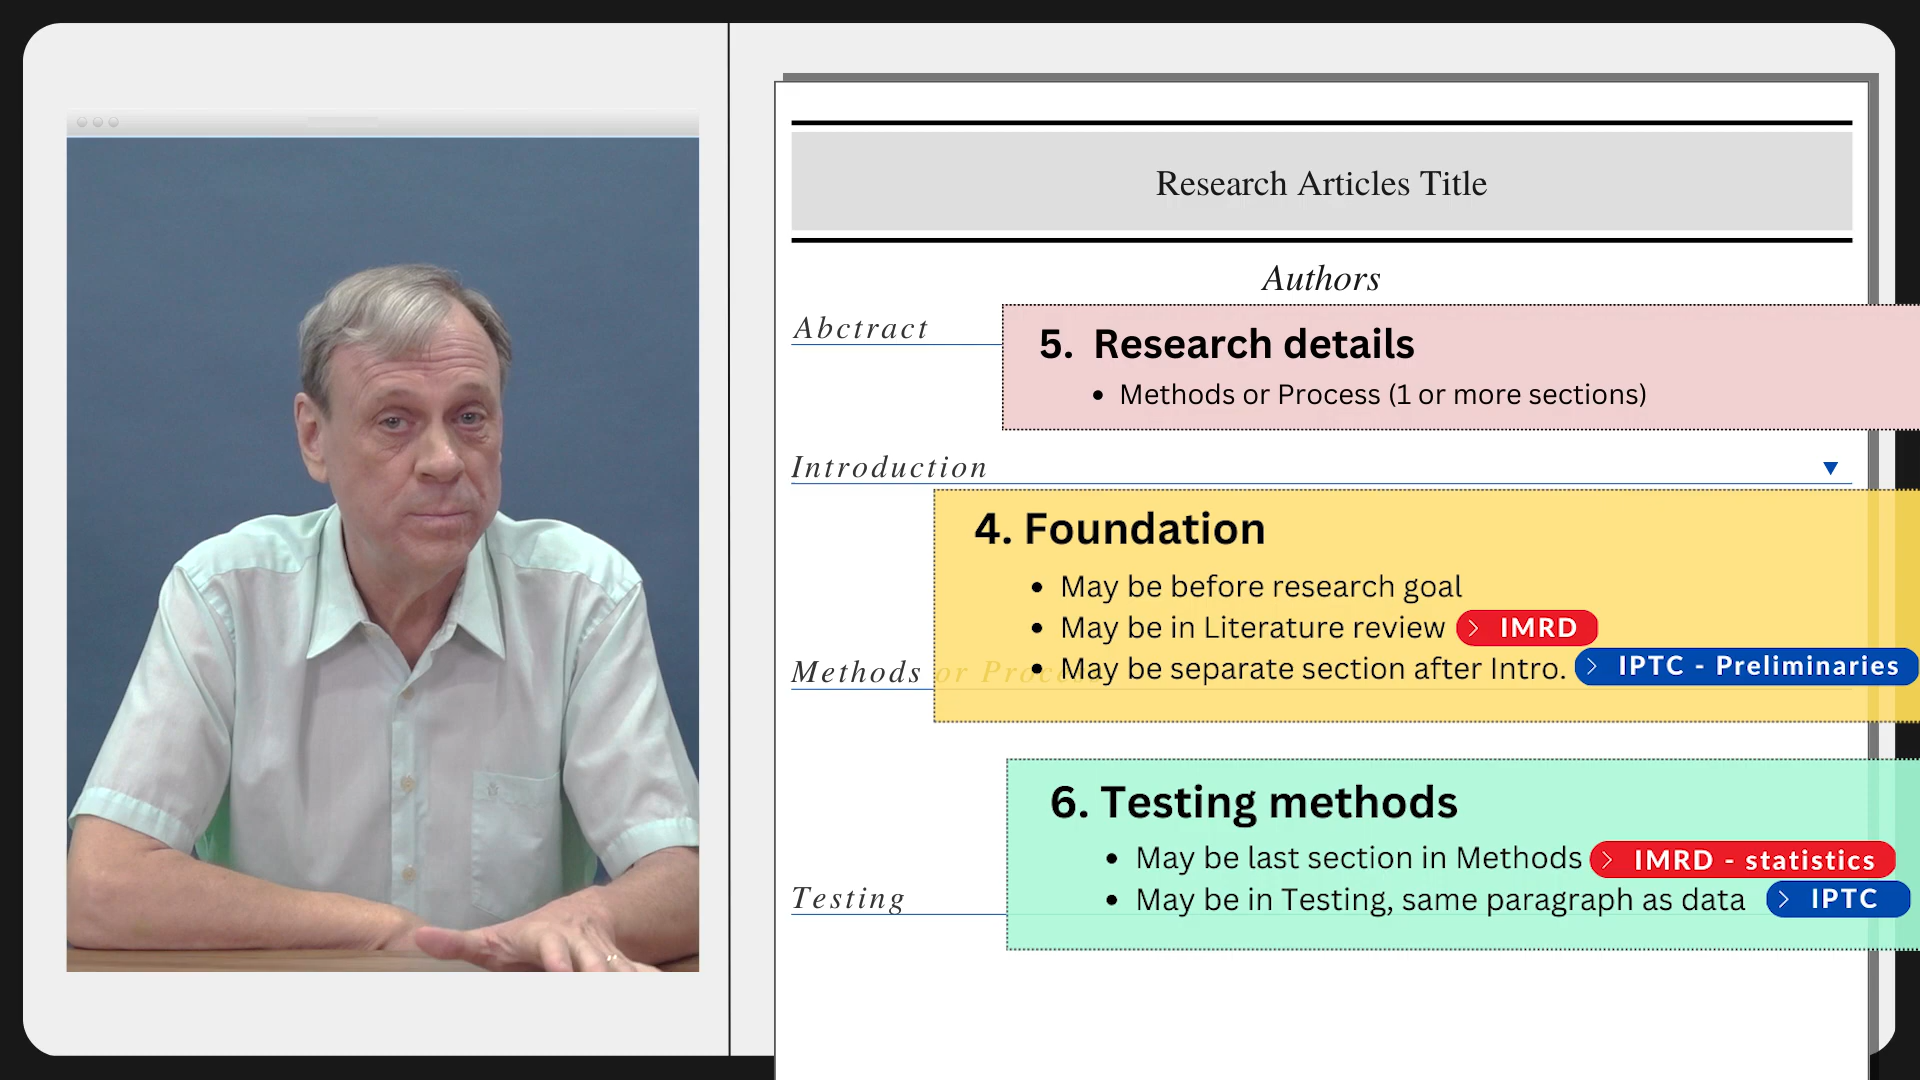 Research Articles Title
Authors
Abctract
5. Research details
• Methods or Process (1 or more sections)
Introduction
4. Foundation
• May be before research goal
• May be in Literature review > IMRD
• May be separate section after Intro. > IPTC - Preliminaries
Methods or Process
6. Testing methods
• May be last section in Methods > IMRD - statistics
• May be in Testing, same paragraph as data > IPTC
Testing